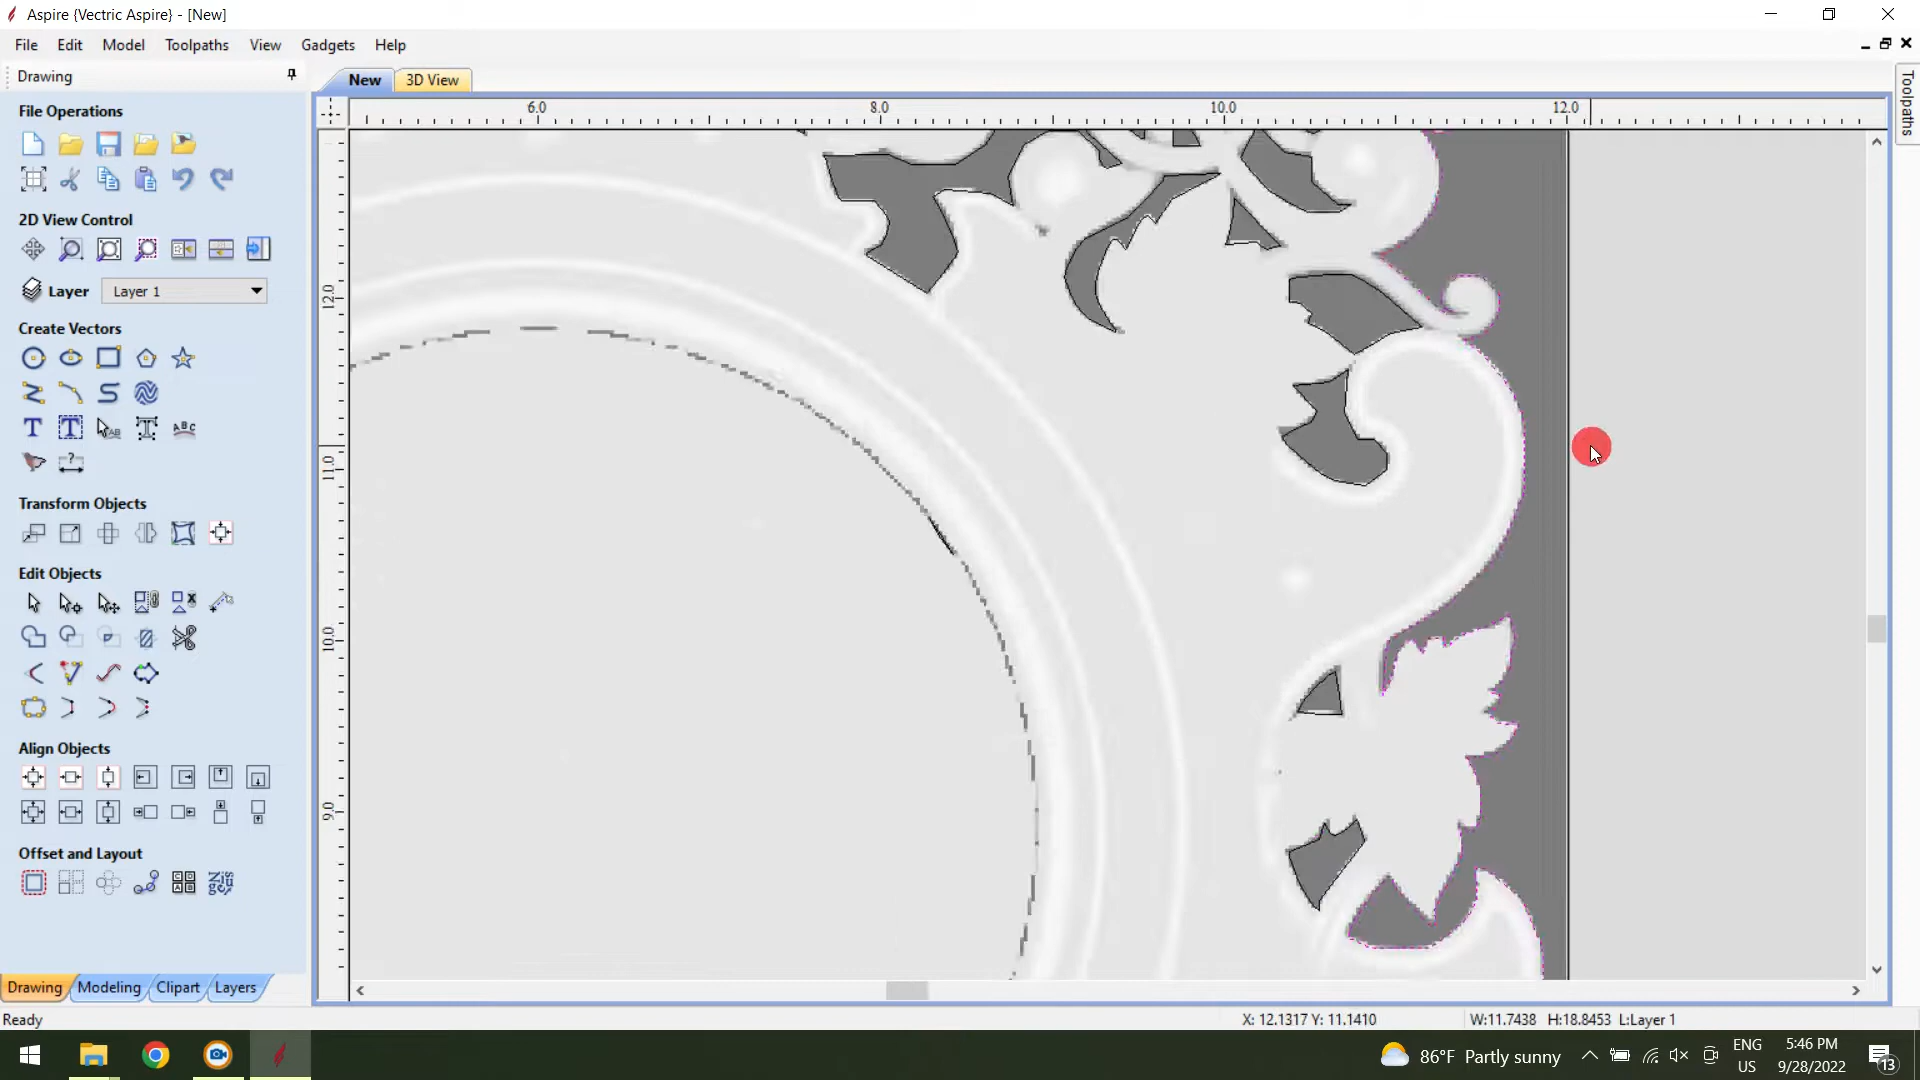 Aspire {Vectric Aspire} - [New]
File Edit Model Toolpaths View Gadgets Help
Drawing
New 3D View
Toolpaths
File Operations
6.0 8.0 10.0 12.0
2D View Control
Layer Layer 1
12.0
Create Vectors
T T AB T ABC
?
11.0
Transform Objects
Edit Objects
10.0
Align Objects
9.0
Offset and Layout
Drawing Modeling Clipart Layers
Ready
X: 12.1317 Y: 11.1410
W:11.7438 H:18.8453 L:Layer 1
86°F Partly sunny
ENG
US
5:46 PM
9/28/2022
13